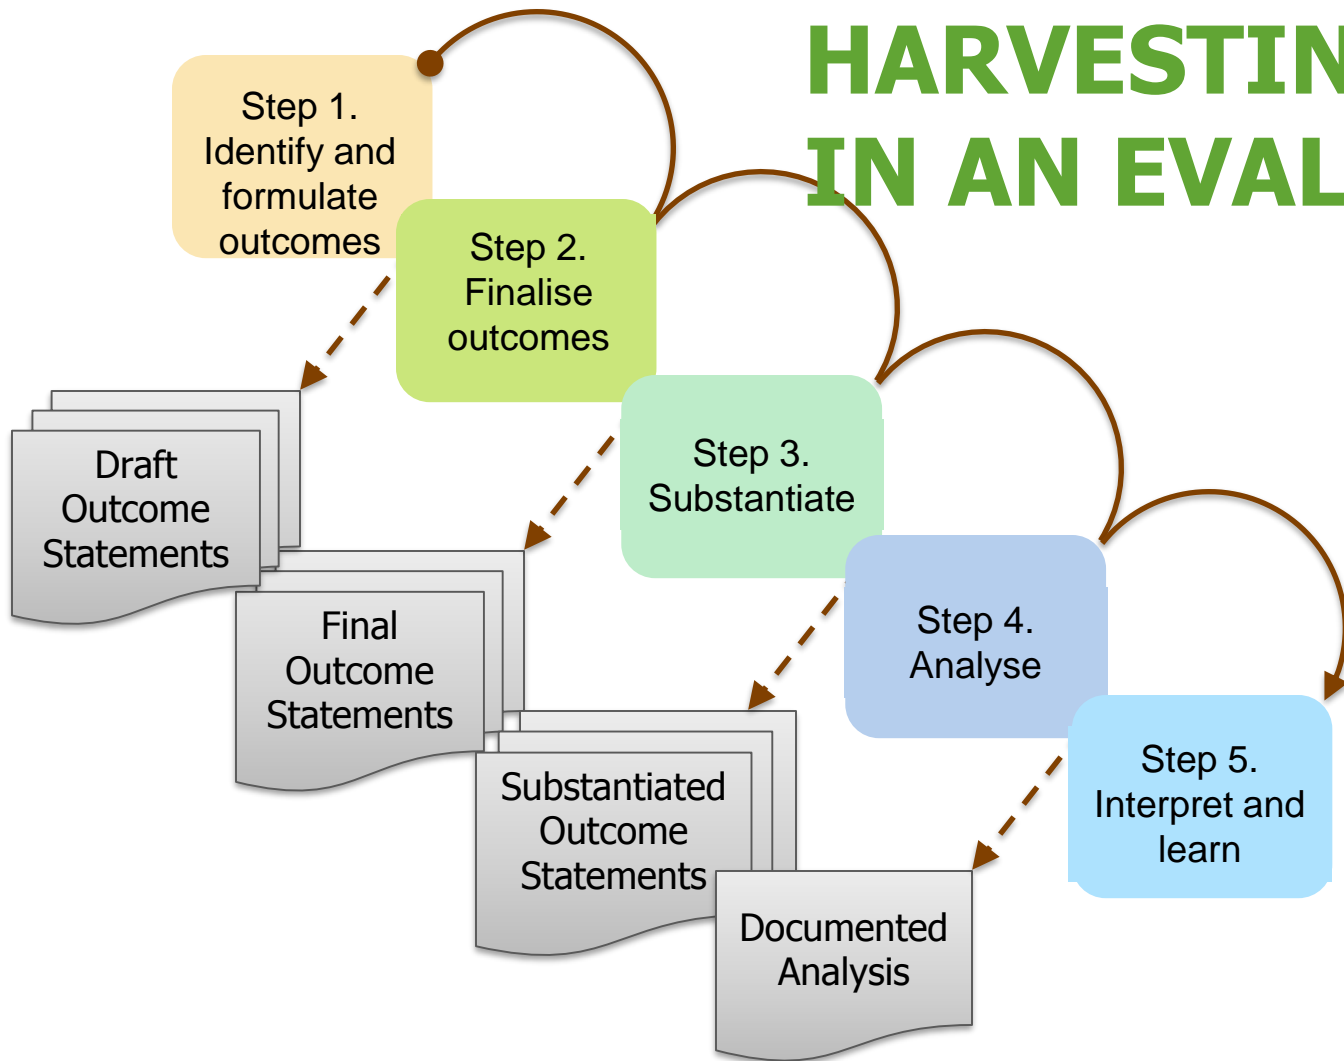 HARVESTIN
IN AN EVAL
Step 1.
Identify and
formulate
outcomes
Step 2.
Finalise
outcomes
Step 3.
Substantiate
Step 4.
Analyse
Step 5.
Interpret and
learn
Draft
Outcome
Statements
Final
Outcome
Statements
Substantiated
Outcome
Statements
Documented
Analysis